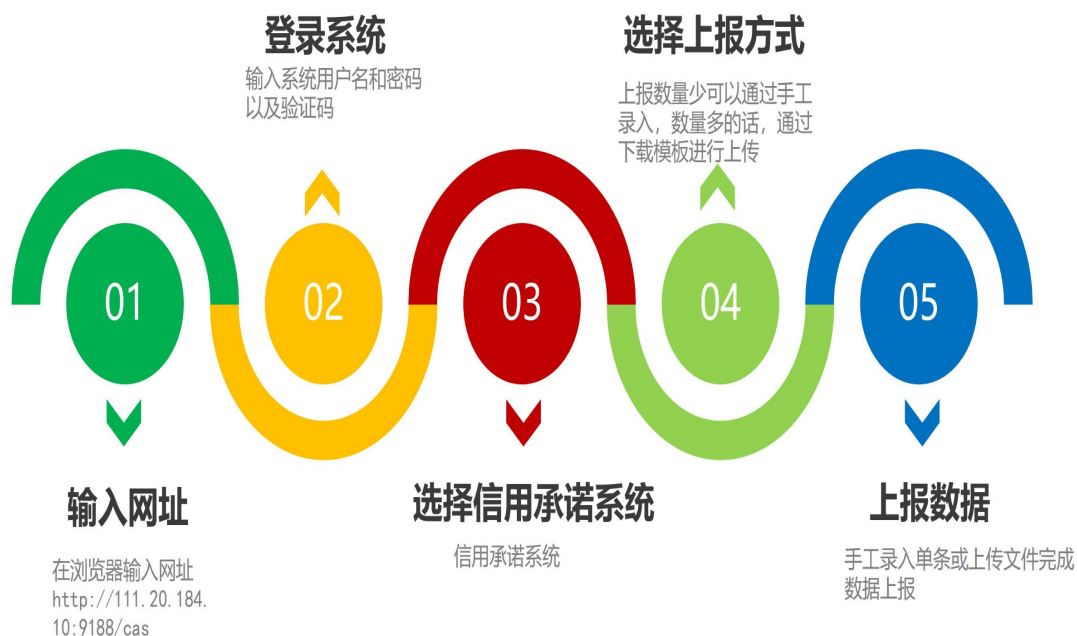 登录系统
输入系统用户名和密码
以及验证码
选择上报方式
上报数量少可以通过手工
录入，数量多的话，通过
下载模板进行上传
01
02
03
04
05
输入网址
在浏览器输入网址
http://111.20.184.
10:9188/cas
选择信用承诺系统
信用承诺系统
上报数据
手工录入单条或上传文件完成
数据上报